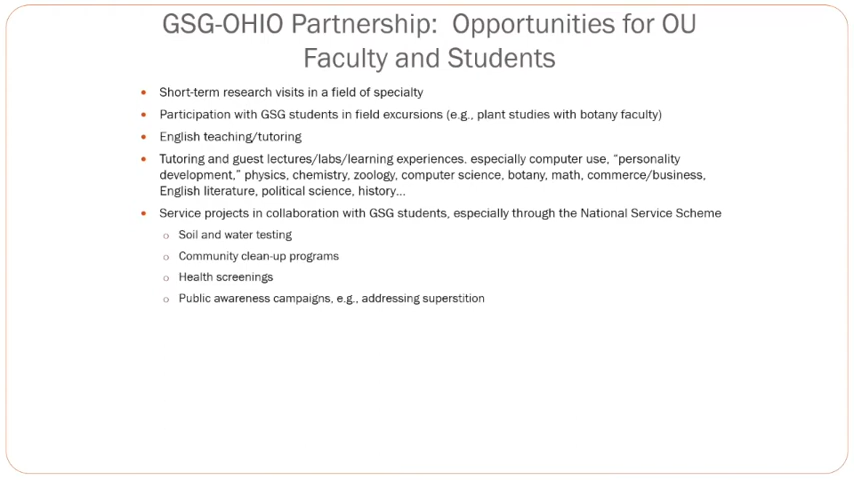 GSG-OHIO Partnership: Opportunities for OU
Faculty and Students
• Short-term research visits in a field of specialty
• Participation with GSG students in field excursions (e.g., plant studies with botany faculty)
• English teaching/tutoring
• Tutoring and guest lectures/labs/learning experiences. especially computer use, “personality
development,” physics, chemistry, zoology, computer science, botany, math, commerce/business,
English literature, political science, history...
• Service projects in collaboration with GSG students, especially through the National Service Scheme
o Soil and water testing
o Community clean-up programs
o Health screenings
o Public awareness campaigns, e.g., addressing superstition